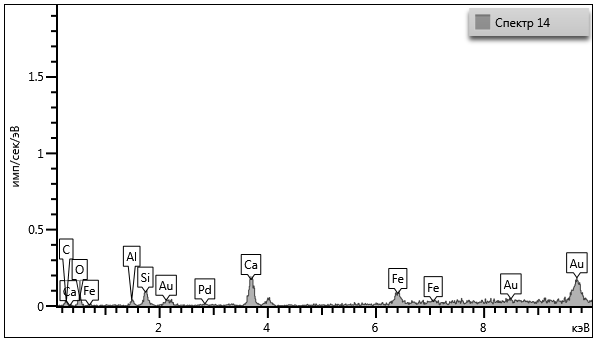 Спектр 14
имп/сек/эВ
1.5
1
0.5
0
C
Ca
O
Fe
Al
Si
Au
Pd
Ca
Fe
Fe
Au
Au
2
4
6
8
кэВ